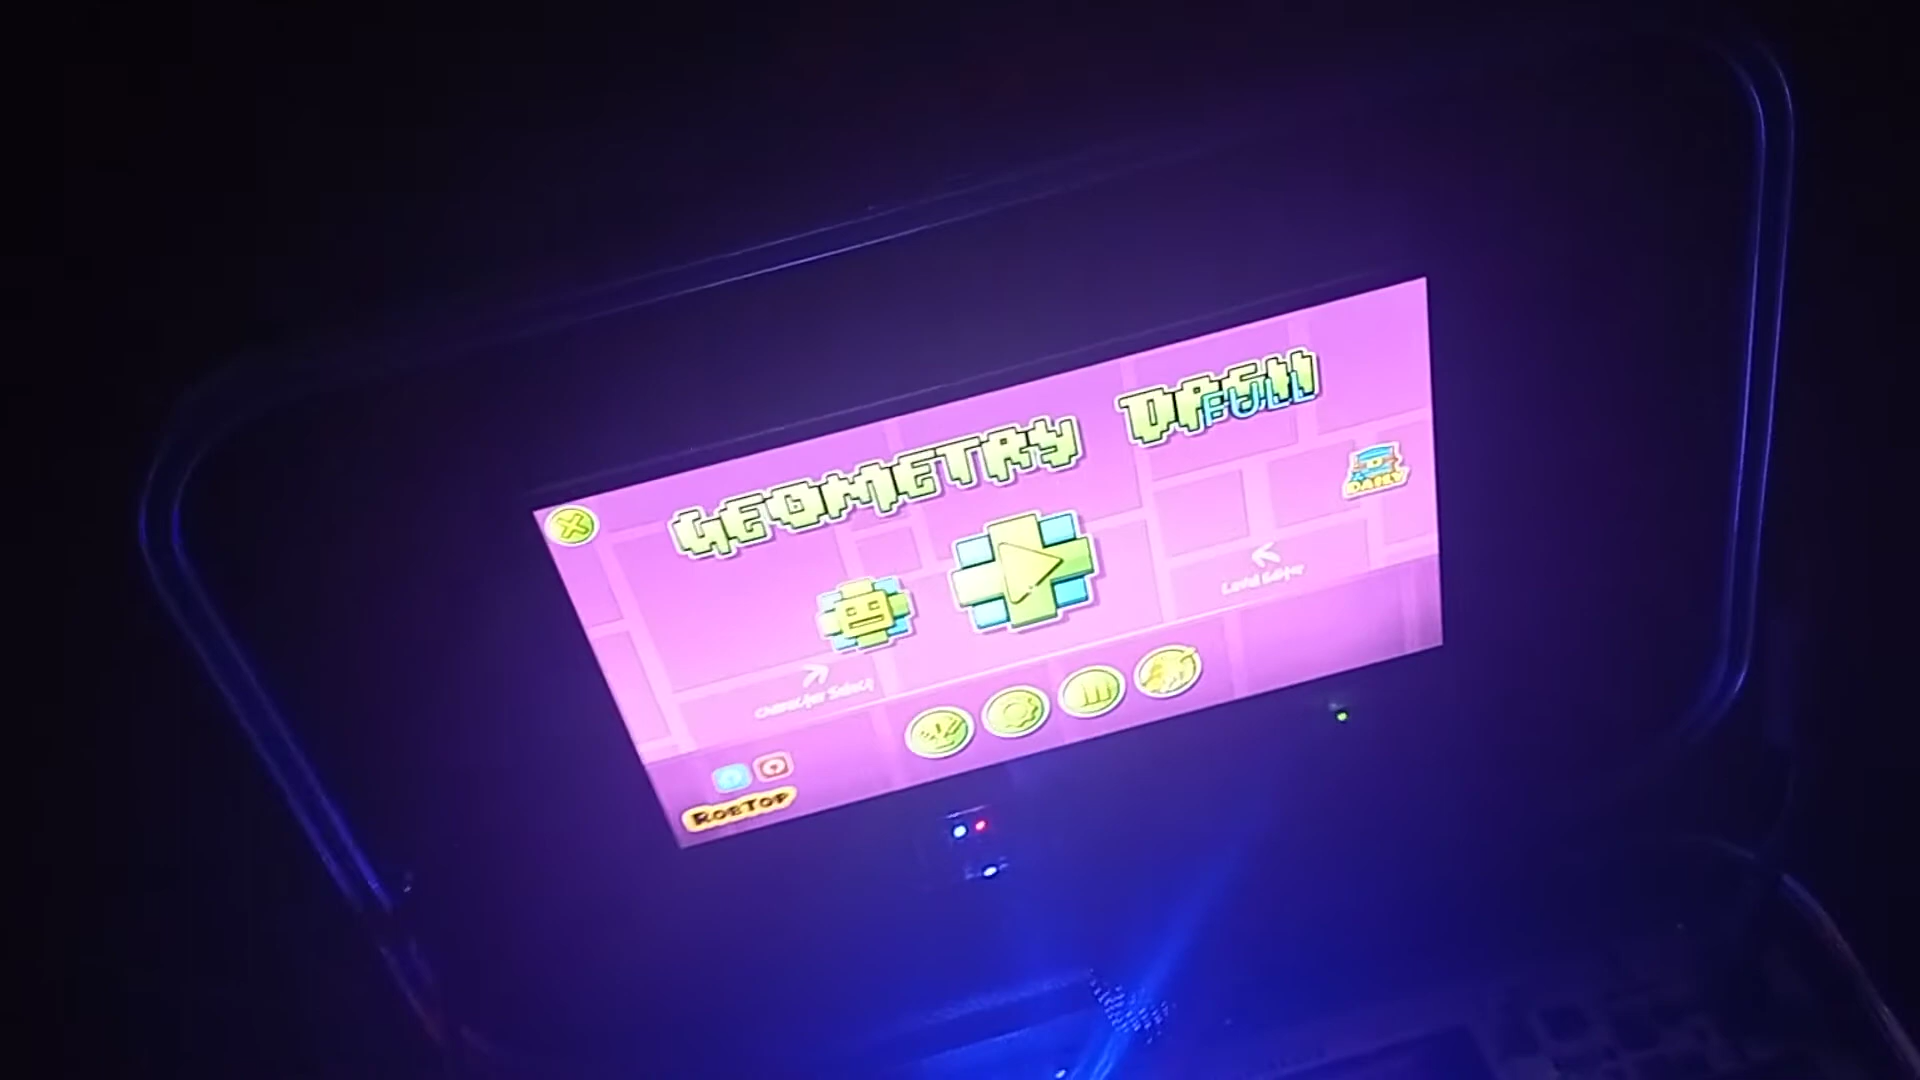 GEOMETRY DASH
FULL
DAILY
Level Editor
Character Select
RobTop